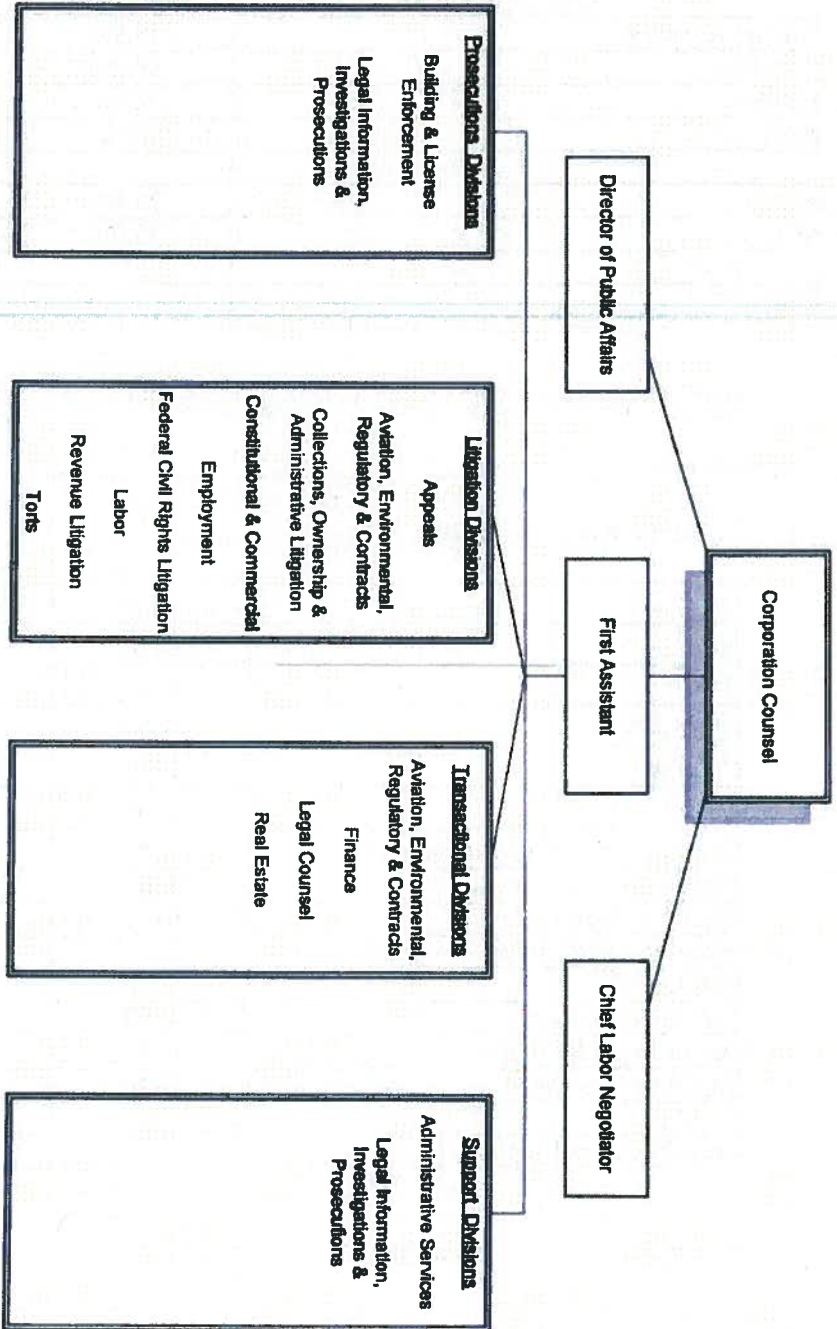 Corporation Counsel
Director of Public Affairs
First Assistant
Chief Labor Negotiator
Prosecutions Divisions
Building & License
Enforcement
Legal Information,
Investigations &
Prosecutions
Litigation Divisions
Appeals
Aviation, Environmental,
Regulatory & Contracts
Collections, Ownership &
Administrative Litigation
Constitutional & Commercial
Employment
Federal Civil Rights Litigation
Labor
Revenue Litigation
Torts
Transactional Divisions
Aviation, Environmental,
Regulatory & Contracts
Finance
Legal Counsel
Real Estate
Support Divisions
Administrative Services
Legal Information,
Investigations &
Prosecutions